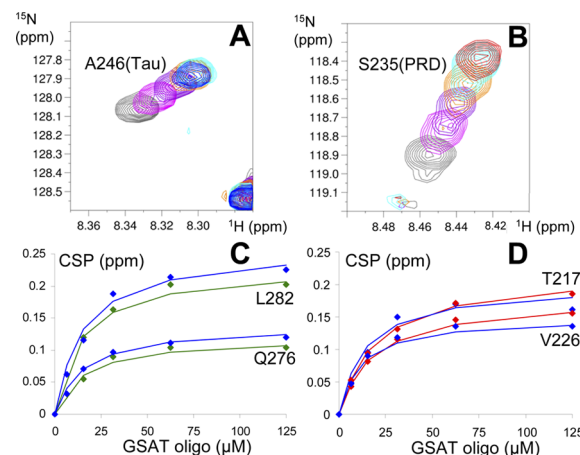 15N
(ppm)
A
A246(Tau)
127.9
128.0
128.1
128.2
128.3
128.4
128.5
8.36
8.34
8.32
8.30
1H (ppm)
15N
(ppm)
B
S235(PRD)
118.4
118.5
118.6
118.7
118.8
118.9
119.0
119.1
8.48
8.46
8.44
8.42
1H (ppm)
C
CSP (ppm)
0.25
0.2
0.15
0.1
0.05
0
L282
Q276
0
25
50
75
100
125
GSAT oligo (µM)
D
CSP (ppm)
0.25
0.2
0.15
0.1
0.05
0
T217
V226
0
25
50
75
100
125
GSAT oligo (µM)